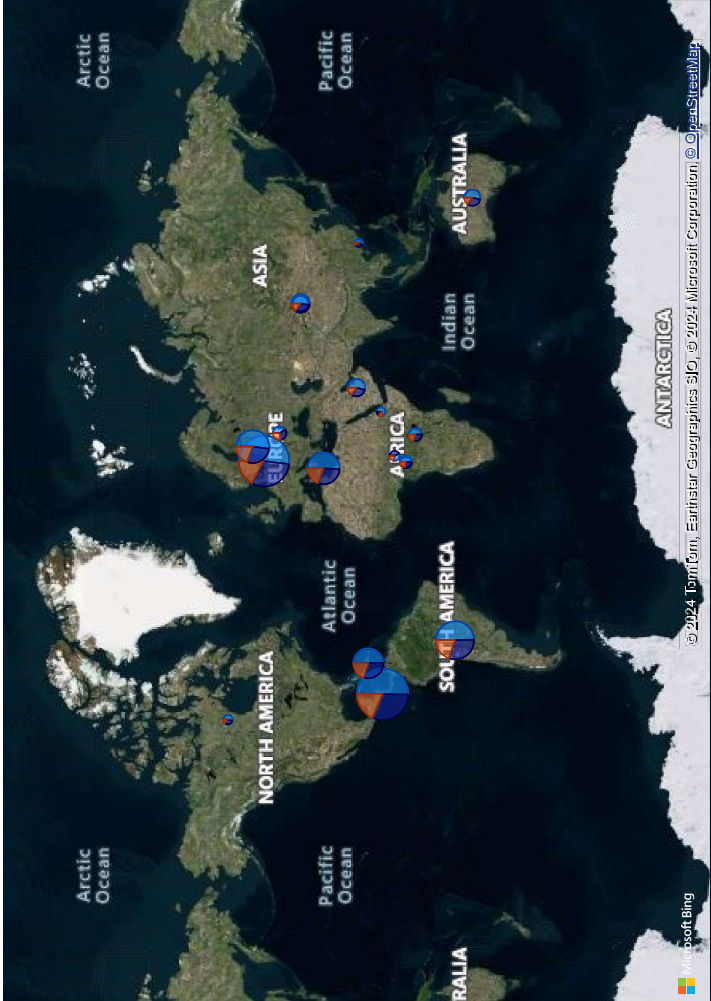 Arctic
Ocean
Pacific
Ocean
Arctic
Ocean
Pacific
Ocean
NORTH AMERICA
Atlantic
Ocean
SOUTH AMERICA
EUROPE
AFRICA
ASIA
Indian
Ocean
AUSTRALIA
RALIA
ANTARCTICA
Microsoft Bing
© 2024 TomTom, Earthstar Geographics SIO, © 2024 Microsoft Corporation, © OpenStreetMap